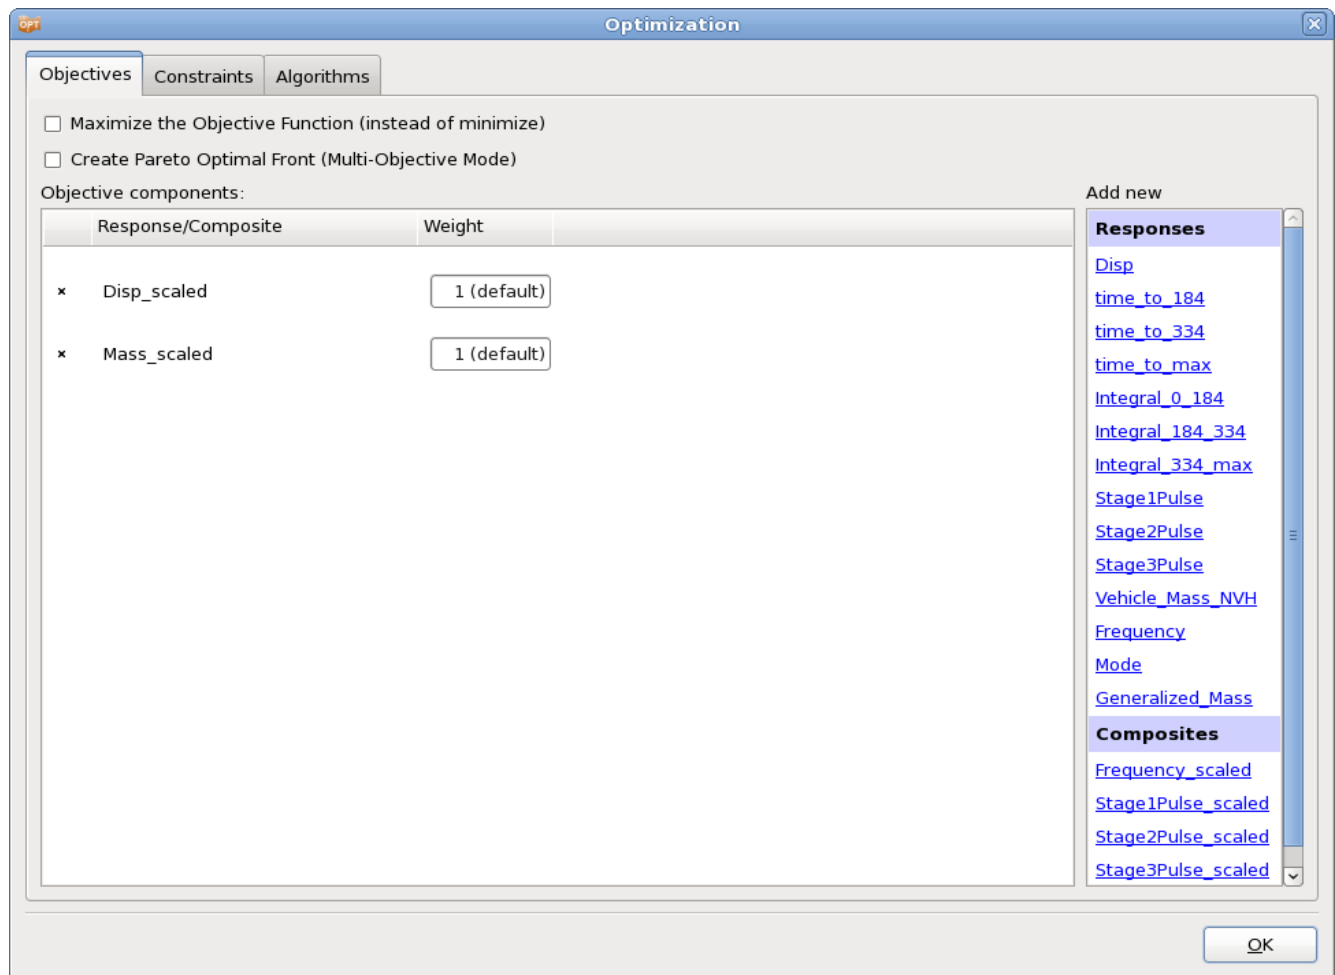 OPT
Optimization
Objectives Constraints Algorithms
Maximize the Objective Function (instead of minimize)
Create Pareto Optimal Front (Multi-Objective Mode)
Objective components:
Add new
Response/Composite Weight
Disp_scaled 1 (default)
Mass_scaled 1 (default)
Responses
Disp
time_to_184
time_to_334
time_to_max
Integral_0_184
Integral_184_334
Integral_334_max
Stage1Pulse
Stage2Pulse
Stage3Pulse
Vehicle_Mass_NVH
Frequency
Mode
Generalized_Mass
Composites
Frequency_scaled
Stage1Pulse_scaled
Stage2Pulse_scaled
Stage3Pulse_scaled
OK